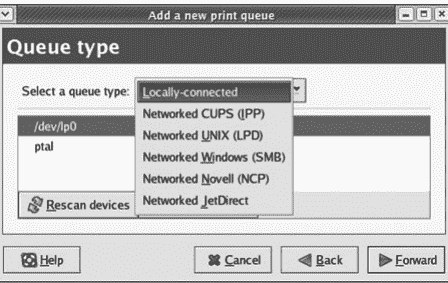 Add a new print queue
Queue type
Select a queue type:
Locally-connected
Networked CUPS (IPP)
Networked UNIX (LPD)
Networked Windows (SMB)
Networked Novell (NCP)
Networked JetDirect
/dev/lp0
ptal
Rescan devices
Help
Cancel
Back
Forward